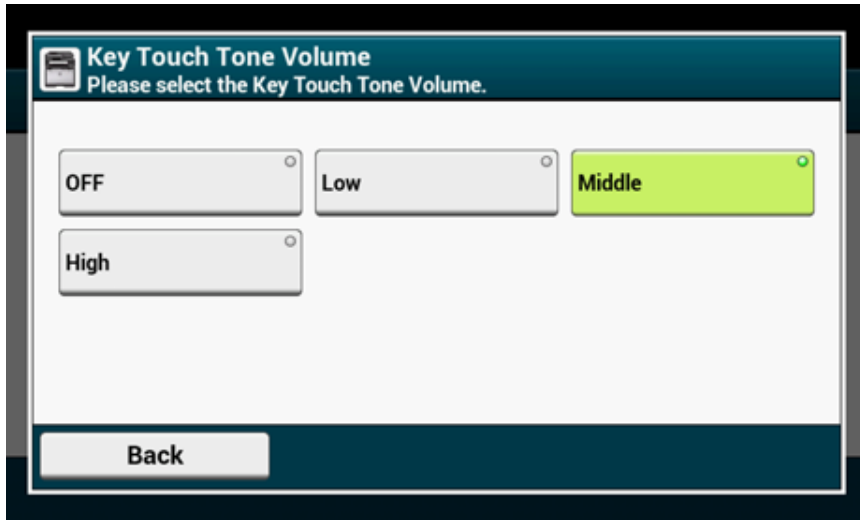 Key Touch Tone Volume
Please select the Key Touch Tone Volume.
OFF
Low
Middle
High
Back